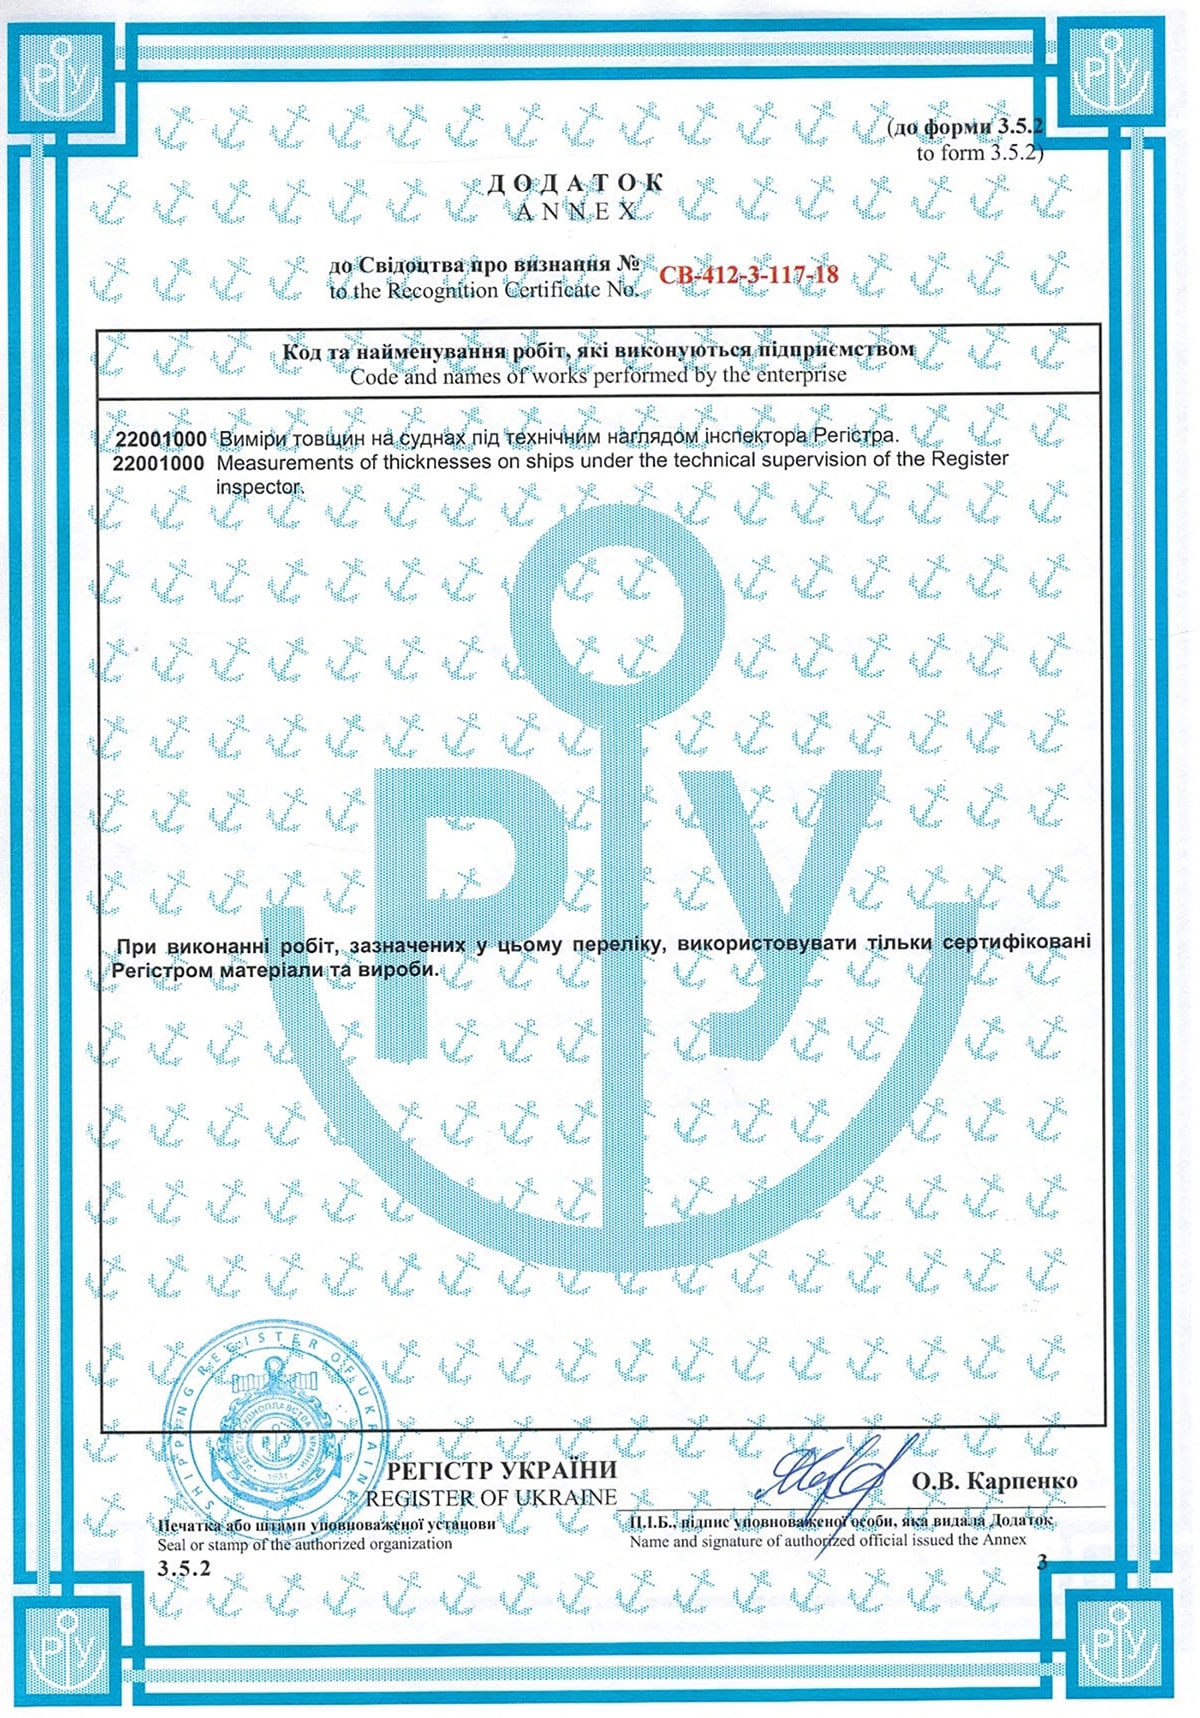 (до форми 3.5.2
to form 3.5.2)
ДОДАТОК
ANNEX
до Свідоцтва про визнання №
to the Recognition Certificate No.
СВ-412-3-117-18
Код та найменування робіт, які виконуються підприємством
Code and names of works performed by the enterprise
22001000 Виміри товщин на суднах під технічним наглядом інспектора Регістра.
22001000 Measurements of thicknesses on ships under the technical supervision of the Register
inspector.
РУ
При виконанні робіт, зазначених у цьому переліку, використовувати тільки сертифіковані
Регістром матеріали та вироби.
SHIPPING REGISTER OF UKRAINE
1931
РЕГІСТР УКРАЇНИ
REGISTER OF UKRAINE
О.В. Карпенко
Печатка або штамп уповноваженої установи
Seal or stamp of the authorized organization
П.І.Б., підпис уповноваженої особи, яка видала Додаток
Name and signature of authorized official issued the Annex
3.5.2
3